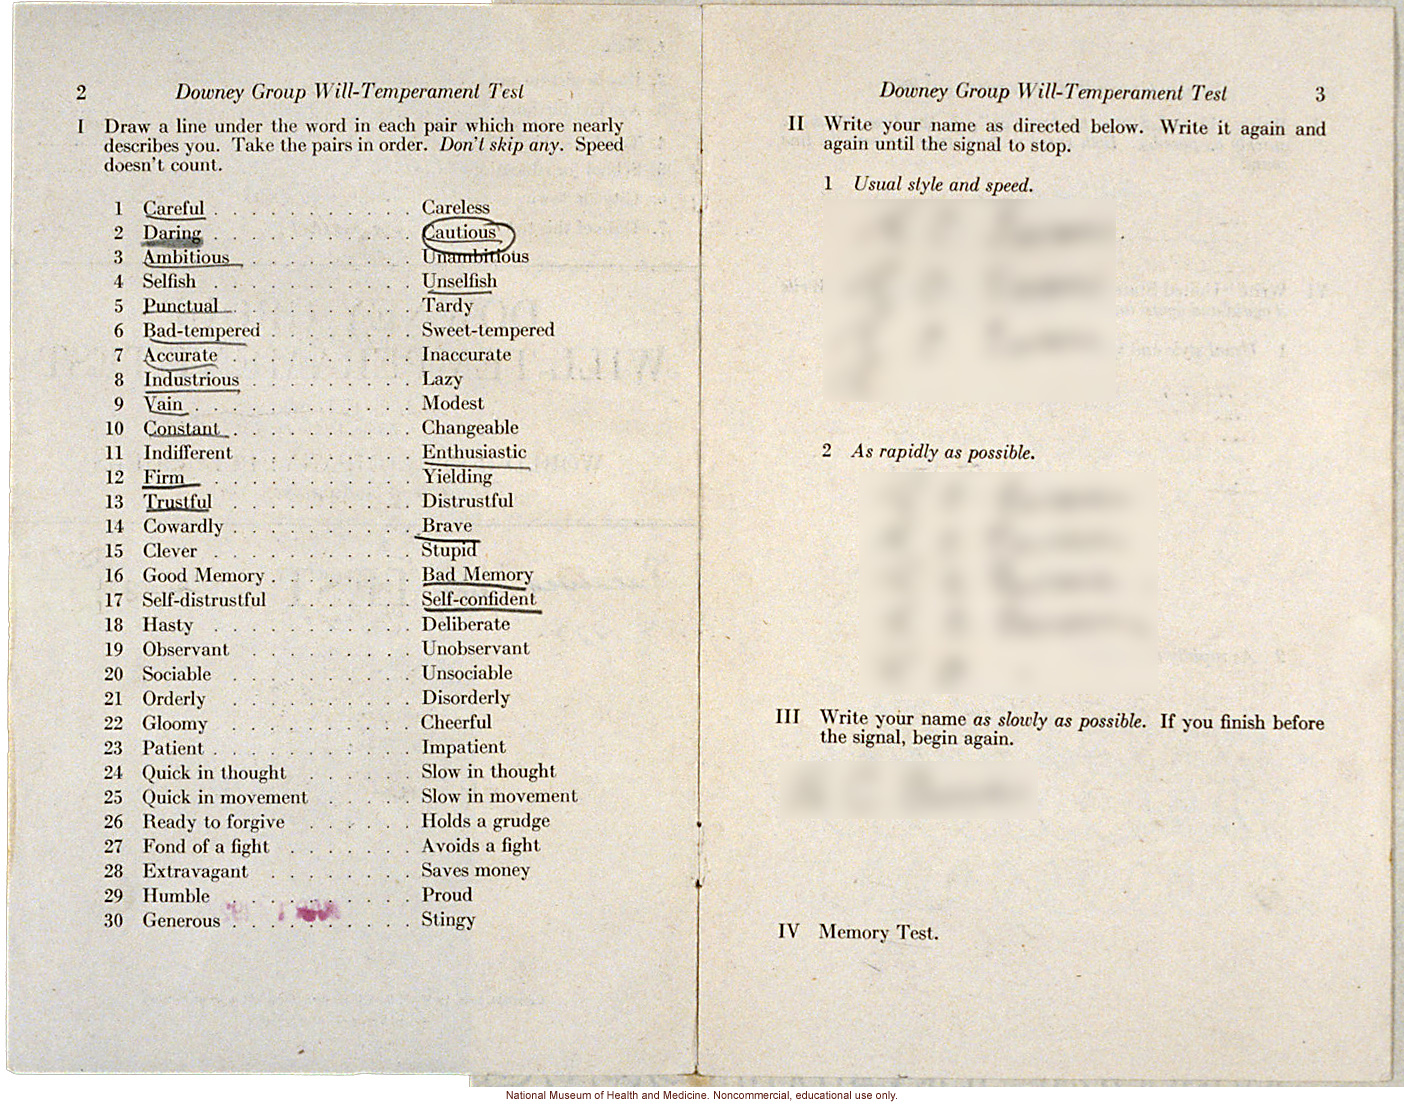 2 Downey Group Will-Temperament Test
I Draw a line under the word in each pair which more nearly
describes you. Take the pairs in order. Don't skip any. Speed
doesn't count.
1 Careful . . . . . . . . . . . Careless
2 Daring . . . . . . . . . . . Cautious
3 Ambitious . . . . . . . . . Unambitious
4 Selfish . . . . . . . . . . . Unselfish
5 Punctual . . . . . . . . . . Tardy
6 Bad-tempered . . . . . . . . Sweet-tempered
7 Accurate . . . . . . . . . . Inaccurate
8 Industrious . . . . . . . . . Lazy
9 Vain . . . . . . . . . . . . Modest
10 Constant . . . . . . . . . . Changeable
11 Indifferent . . . . . . . . . Enthusiastic
12 Firm . . . . . . . . . . . . Yielding
13 Trustful . . . . . . . . . . Distrustful
14 Cowardly . . . . . . . . . . Brave
15 Clever . . . . . . . . . . . Stupid
16 Good Memory . . . . . . . . Bad Memory
17 Self-distrustful . . . . . . . Self-confident
18 Hasty . . . . . . . . . . . Deliberate
19 Observant . . . . . . . . . Unobservant
20 Sociable . . . . . . . . . . Unsociable
21 Orderly . . . . . . . . . . Disorderly
22 Gloomy . . . . . . . . . . Cheerful
23 Patient . . . . . . . . . . . Impatient
24 Quick in thought . . . . . . Slow in thought
25 Quick in movement . . . . . Slow in movement
26 Ready to forgive . . . . . . Holds a grudge
27 Fond of a fight . . . . . . . Avoids a fight
28 Extravagant . . . . . . . . Saves money
29 Humble . . . . . . . . . . Proud
30 Generous . . . . . . . . . . Stingy
Downey Group Will-Temperament Test 3
II Write your name as directed below. Write it again and
again until the signal to stop.
1 Usual style and speed.
2 As rapidly as possible.
III Write your name as slowly as possible. If you finish before
the signal, begin again.
IV Memory Test.
National Museum of Health and Medicine. Noncommercial, educational use only.